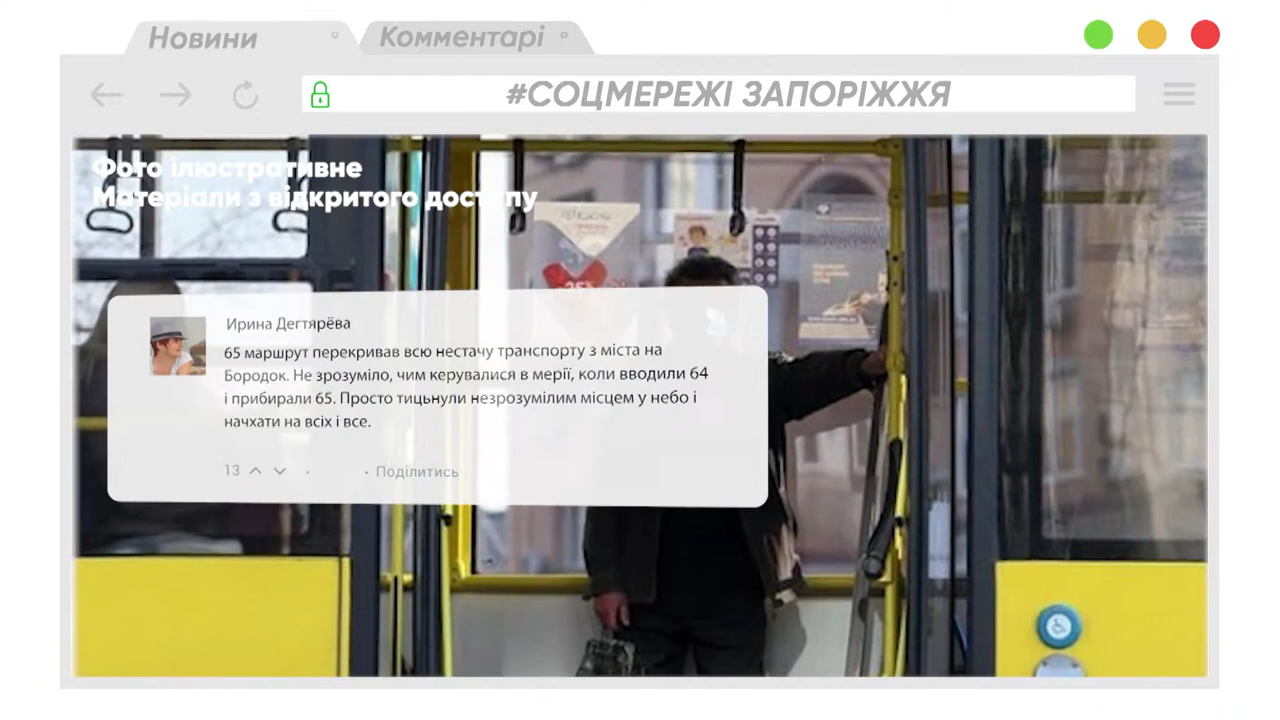 Новини
Комментарі
#СОЦМЕРЕЖІ ЗАПОРІЖЖЯ
Фото ілюстративне
Матеріали з відкритого доступу
Ирина Дегтярёва
65 маршрут перекривав всю нестачу транспорту з міста на
Бородок. Не зрозуміло, чим керувалися в мерії, коли вводили 64
і прибирали 65. Просто тицьнули незрозумілим місцем у небо і
начхати на всіх і все.
13
· Поділитись